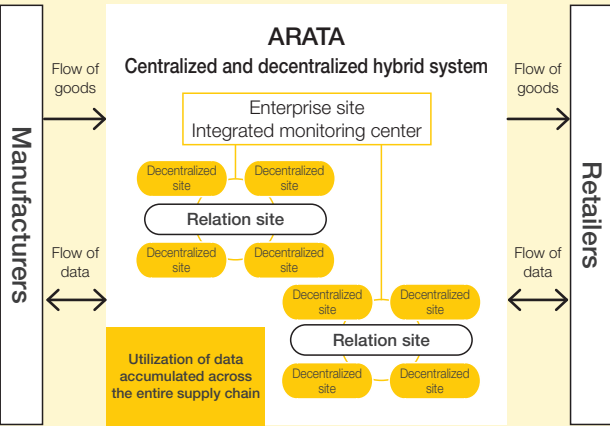 ARATA
Centralized and decentralized hybrid system
Enterprise site
Integrated monitoring center
Manufacturers
Flow of
goods
Flow of
data
Decentralized
site
Decentralized
site
Relation site
Decentralized
site
Decentralized
site
Decentralized
site
Decentralized
site
Relation site
Decentralized
site
Decentralized
site
Utilization of data
accumulated across
the entire supply chain
Flow of
goods
Flow of
data
Retailers